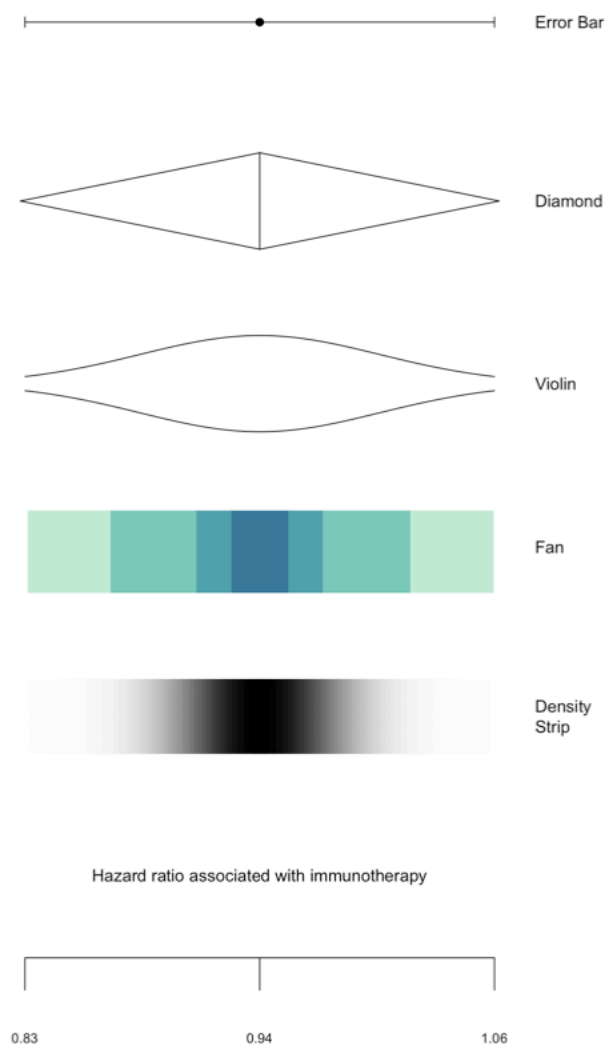 Error Bar
Diamond
Violin
Fan
Density
Strip
Hazard ratio associated with immunotherapy
0.83 0.94 1.06